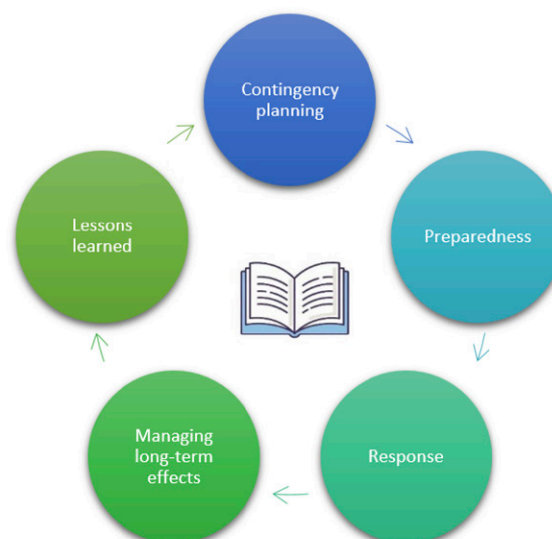 Contingency
planning
Preparedness
Response
Managing
long-term
effects
Lessons
learned